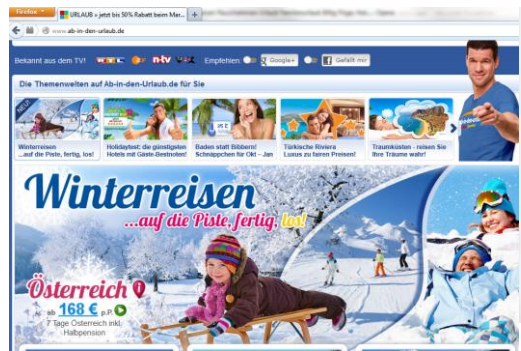 Firefox
URLAUB » jetzt bis 50% Rabatt beim Mar...
www.ab-in-den-urlaub.de
Bekannt aus dem TV!
n-tv
Empfehlen:
Google+
Gefällt mir
Die Themenwelten auf Ab-in-den-Urlaub.de für Sie
Winterreisen
...auf die Piste, fertig, los!
Holidaytest: die günstigsten
Hotels mit Gäste-Bestnoten!
Baden statt Bibbern!
Schnäppchen für Okt – Jan
Türkische Riviera
Luxus zu fairen Preisen!
Traumküsten - reisen Sie
Ihre Träume wahr!
Winterreisen
...auf die Piste, fertig, los!
Österreich
ab 168 € p.P.
7 Tage Österreich inkl.
Halbpension